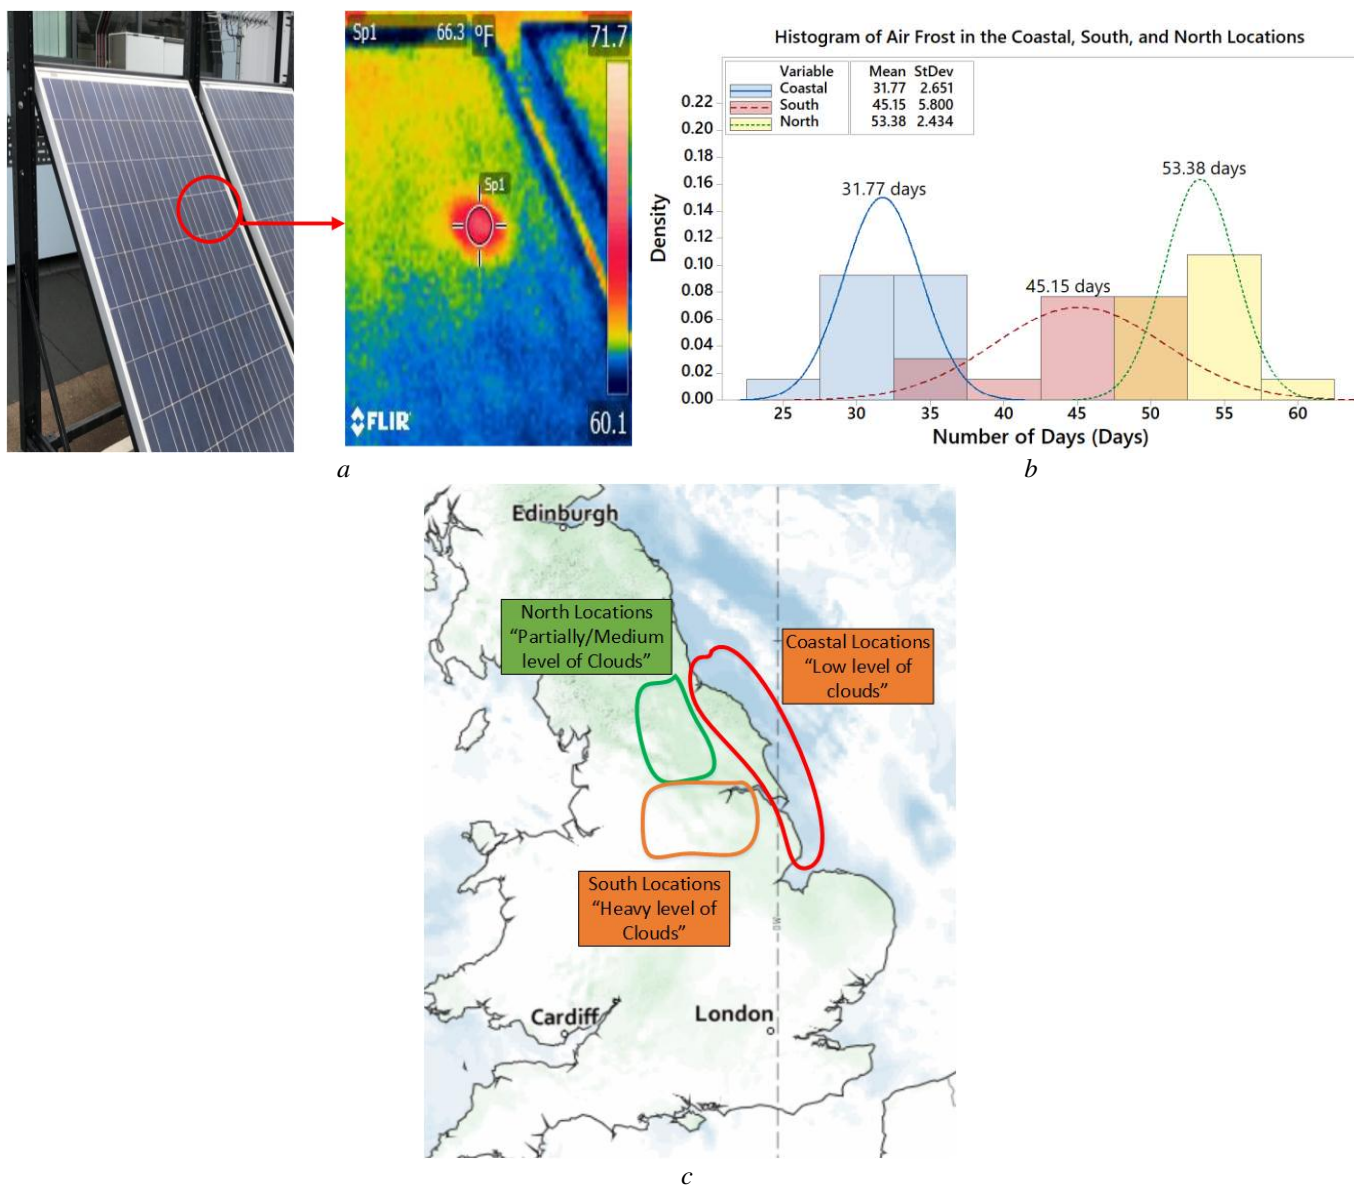 Sp1 66.3 °F 71.7
Sp1
FLIR
60.1
a
Histogram of Air Frost in the Coastal, South, and North Locations
Variable Mean StDev
Coastal 31.77 2.651
South 45.15 5.800
North 53.38 2.434
0.22
0.20
0.18
0.16
0.14
0.12
0.10
0.08
0.06
0.04
0.02
0.00
Density
31.77 days
45.15 days
53.38 days
25 30 35 40 45 50 55 60
Number of Days (Days)
b
Edinburgh
North Locations
“Partially/Medium
level of Clouds”
Coastal Locations
“Low level of
clouds”
South Locations
“Heavy level of
Clouds”
Cardiff
London
c